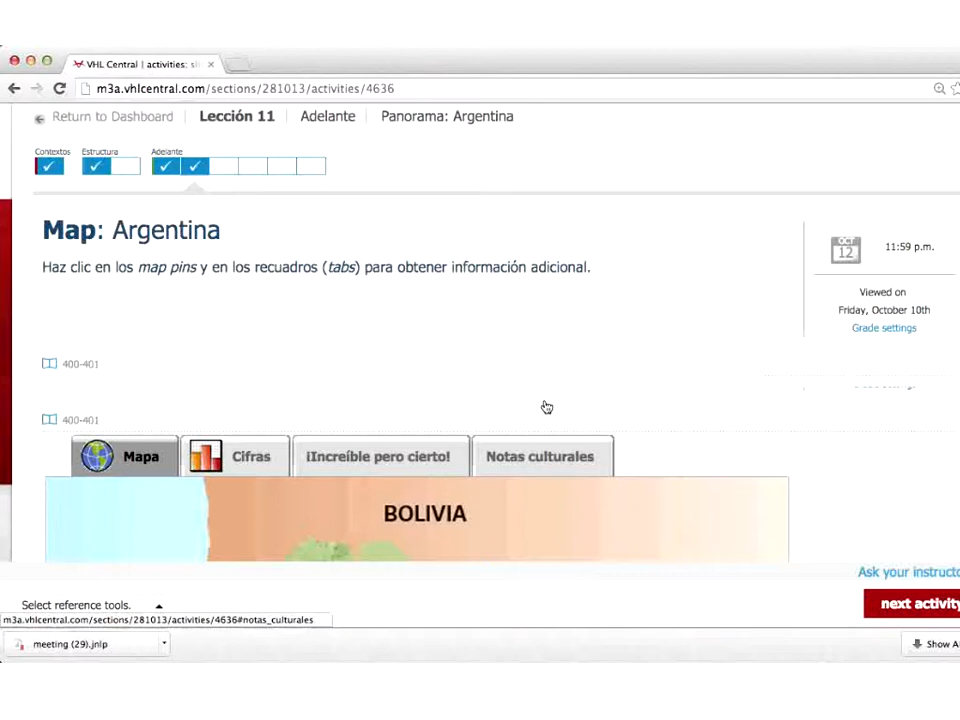 VHL Central | activities: sli
m3a.vhlcentral.com/sections/281013/activities/4636
Return to Dashboard Lección 11 Adelante Panorama: Argentina
Contextos Estructura Adelante
Map: Argentina
OCT 12 11:59 p.m.
Haz clic en los map pins y en los recuadros (tabs) para obtener información adicional.
Viewed on
Friday, October 10th
Grade settings
400-401
400-401
Mapa Cifras ¡Increíble pero cierto! Notas culturales
BOLIVIA
Ask your instructo
Select reference tools. next activity
m3a.vhlcentral.com/sections/281013/activities/4636#notas_culturales
meeting (29).jnlp Show A